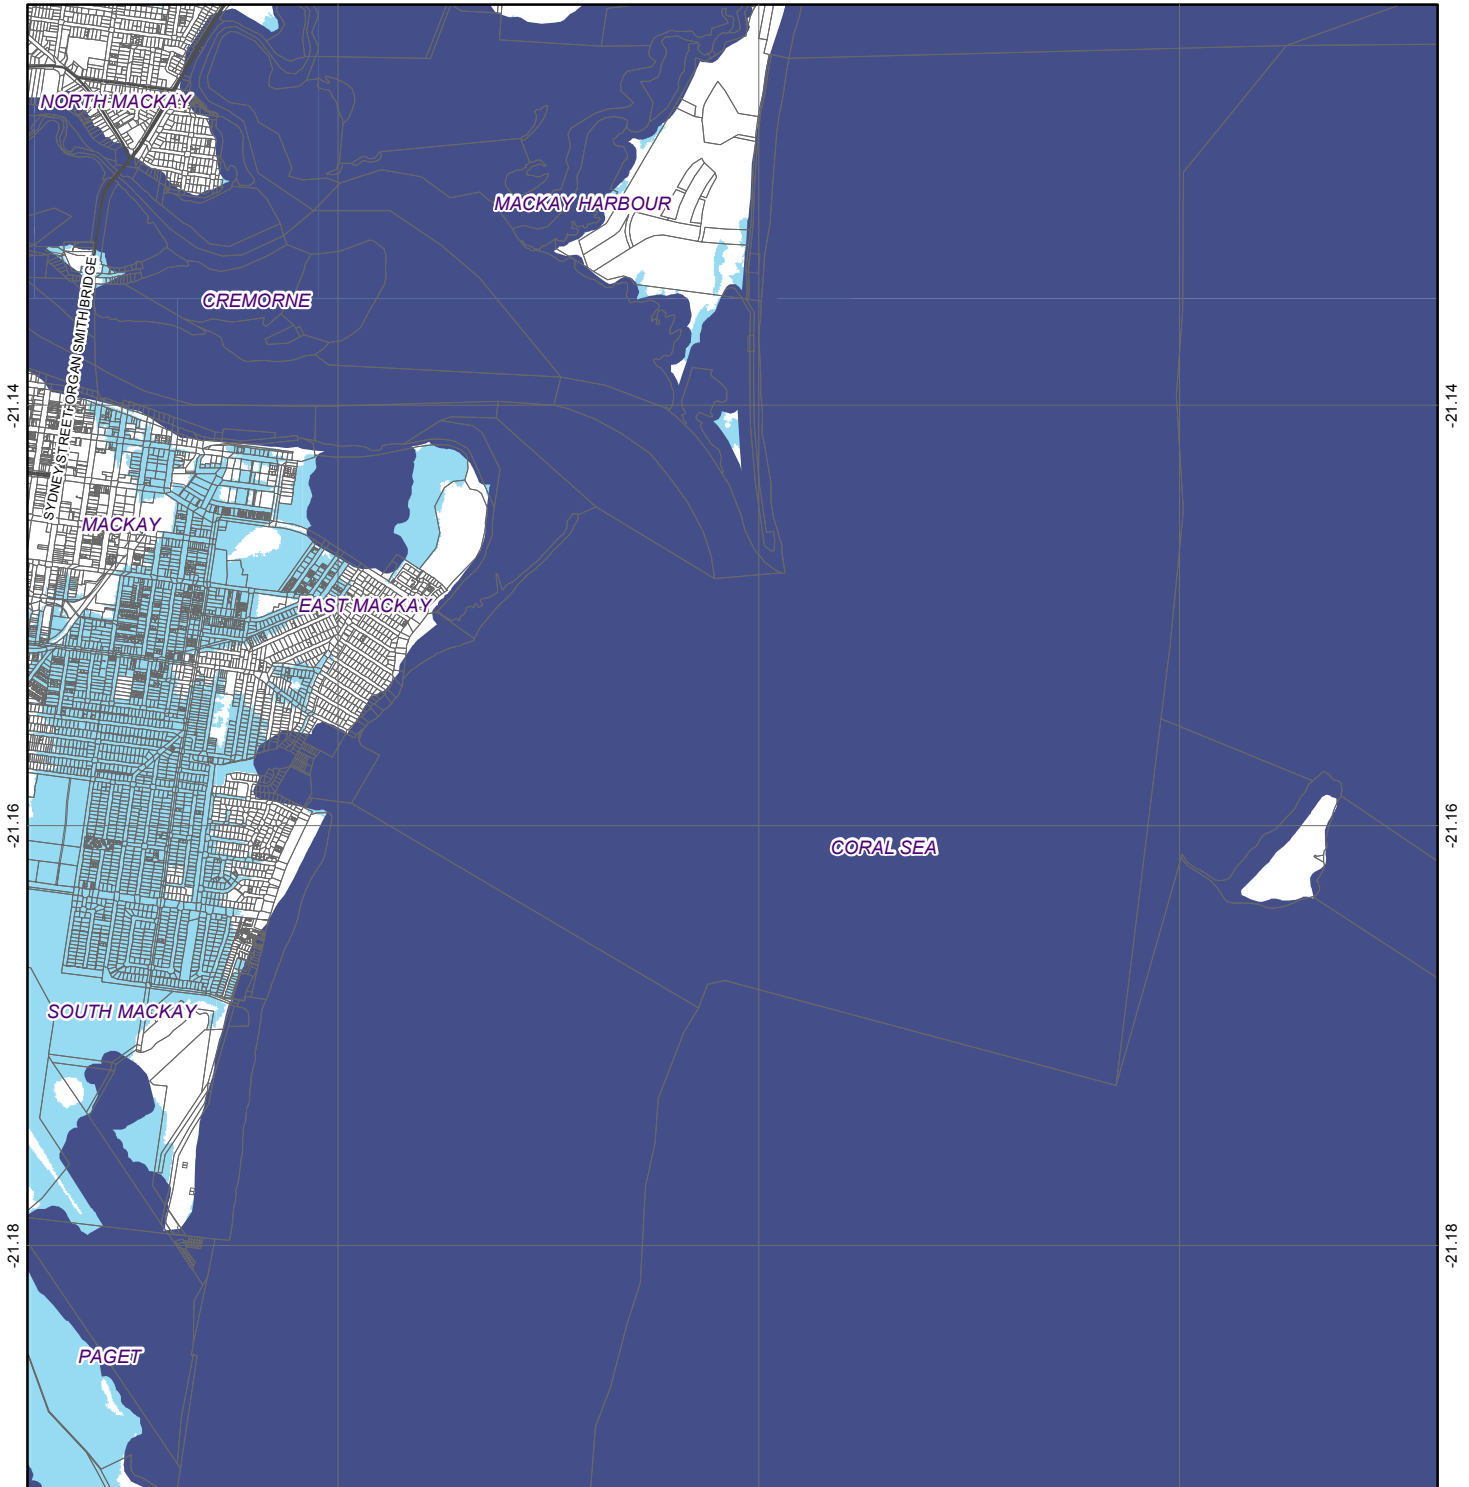 NORTH MACKAY
MACKAY HARBOUR
CREMORNE
SYDNEY STREET FORGAN SMITH BRIDGE
-21.14
-21.14
MACKAY
EAST MACKAY
-21.16
-21.16
CORAL SEA
SOUTH MACKAY
-21.18
-21.18
PAGET